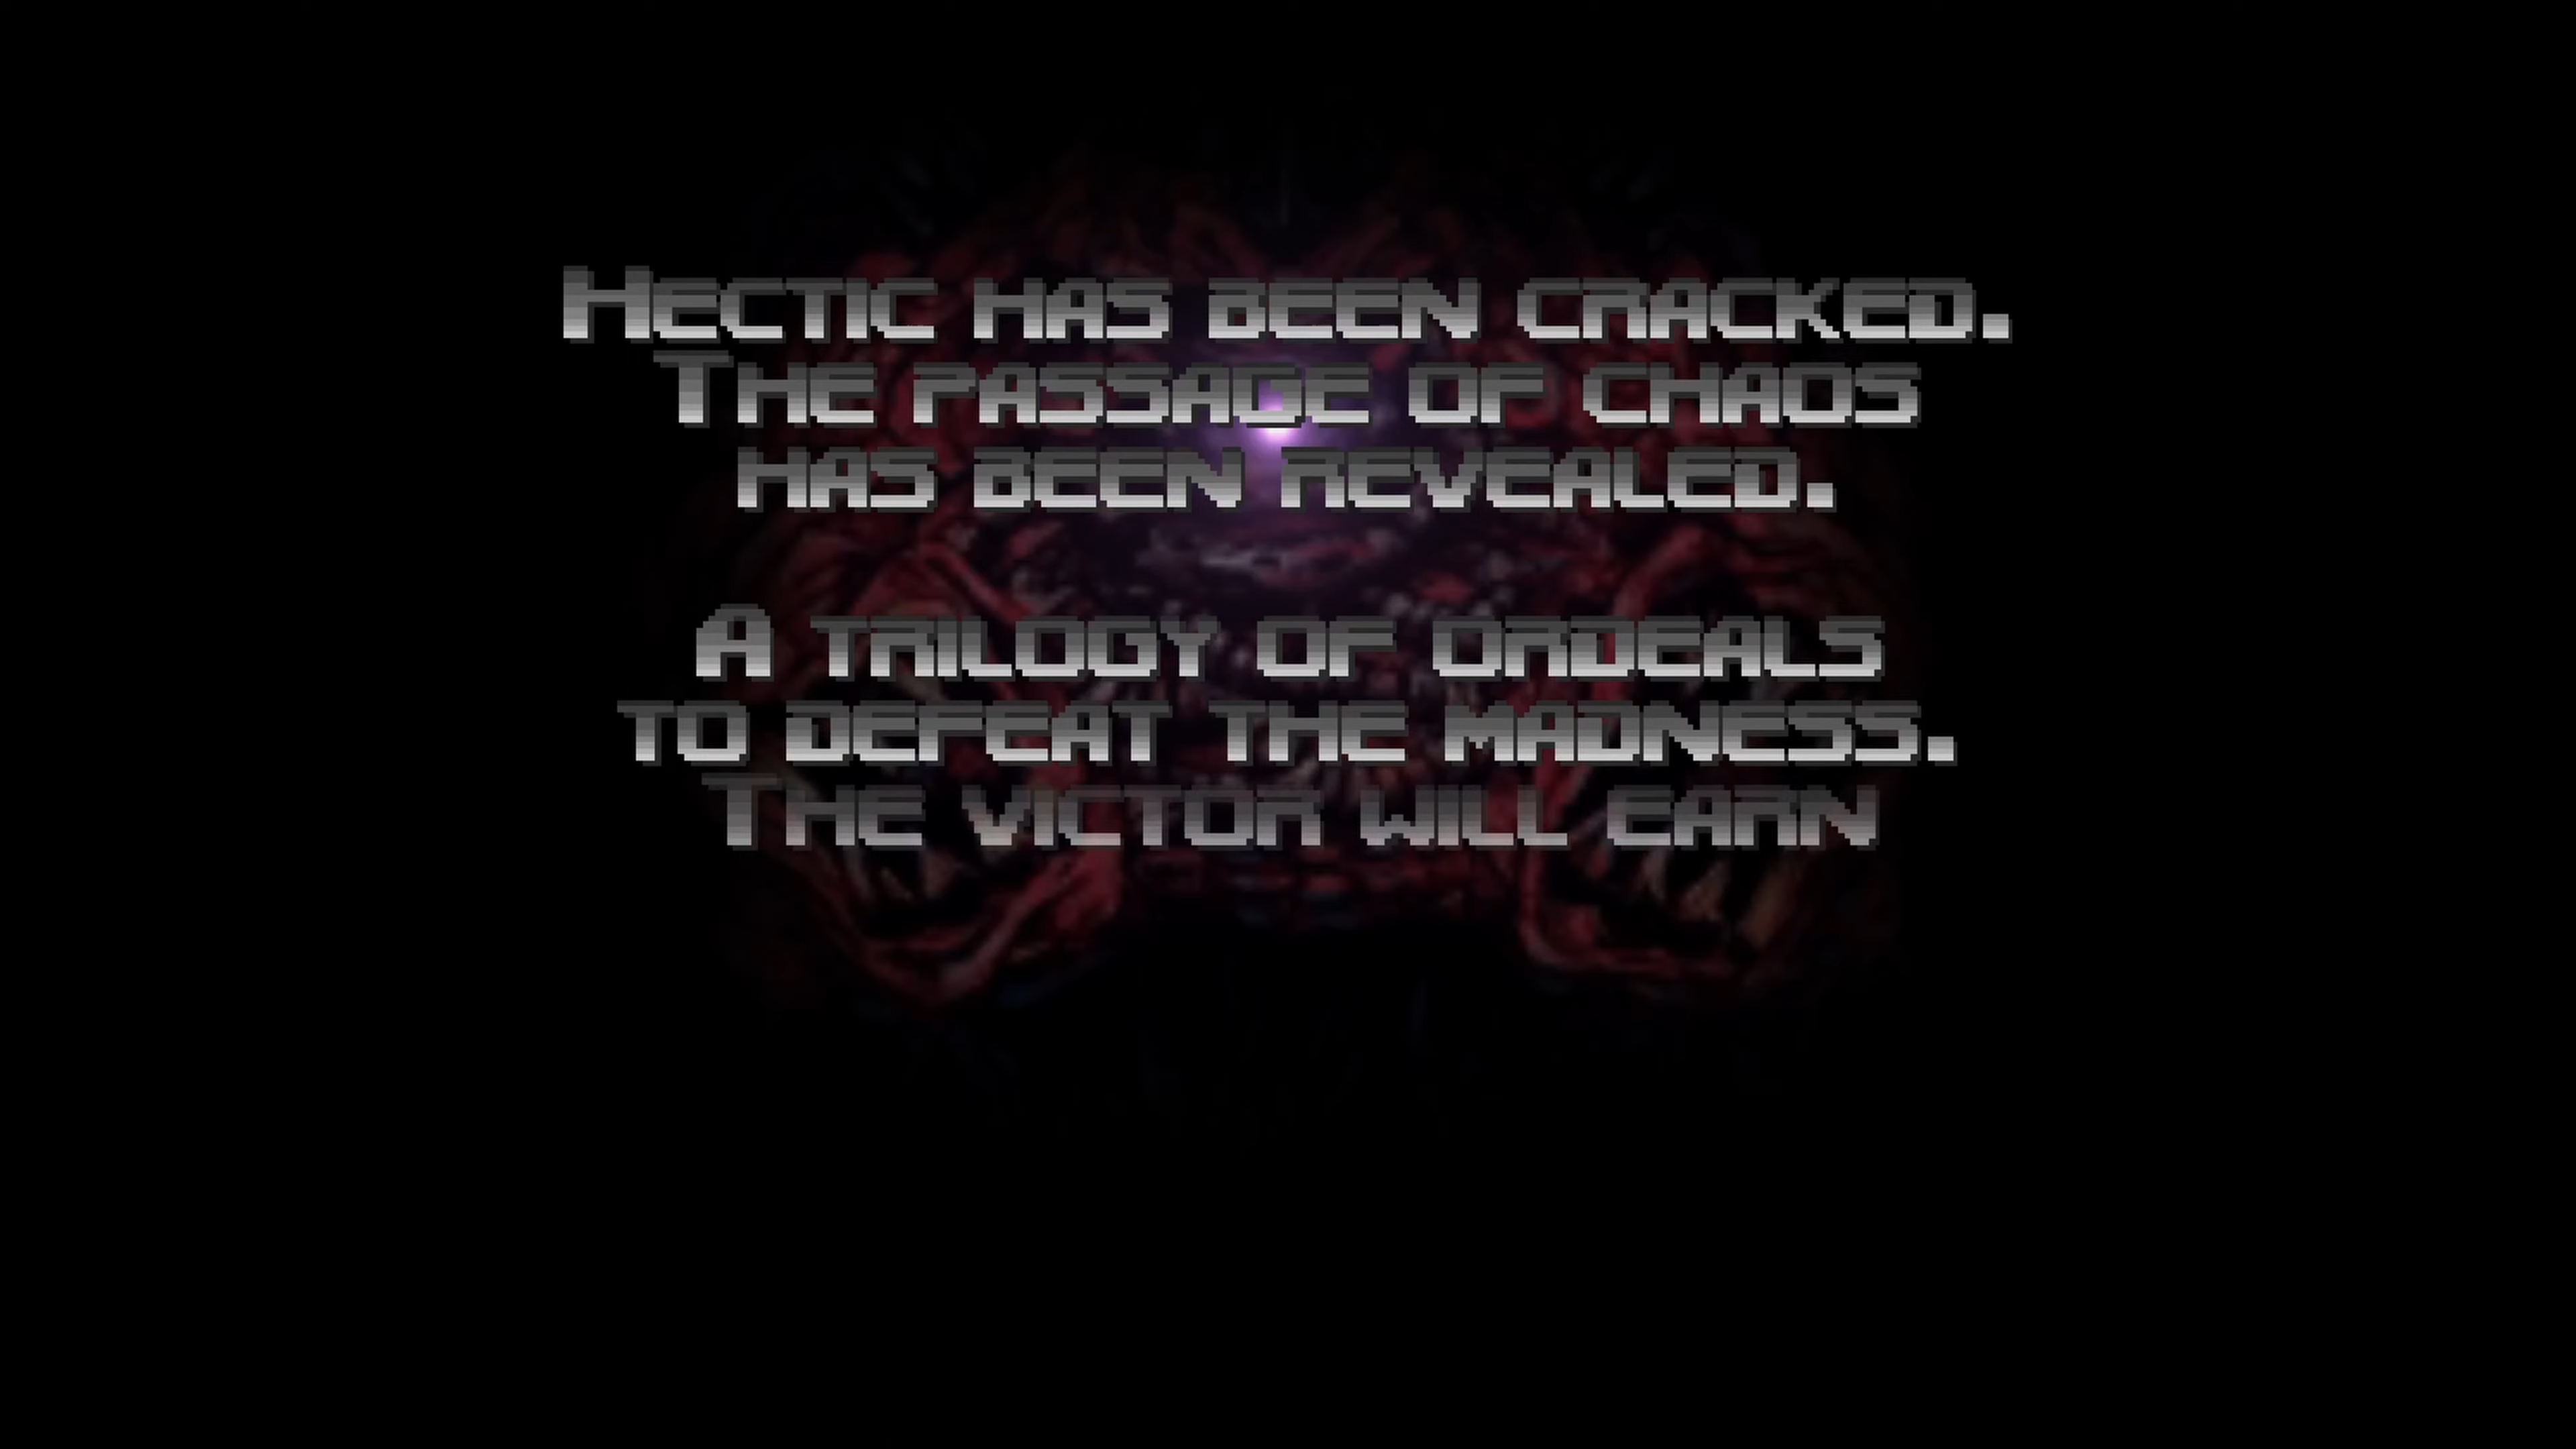 Hectic has been cracked.
The passage of chaos
has been revealed.
A trilogy of ordeals
to defeat the madness.
The victor will earn